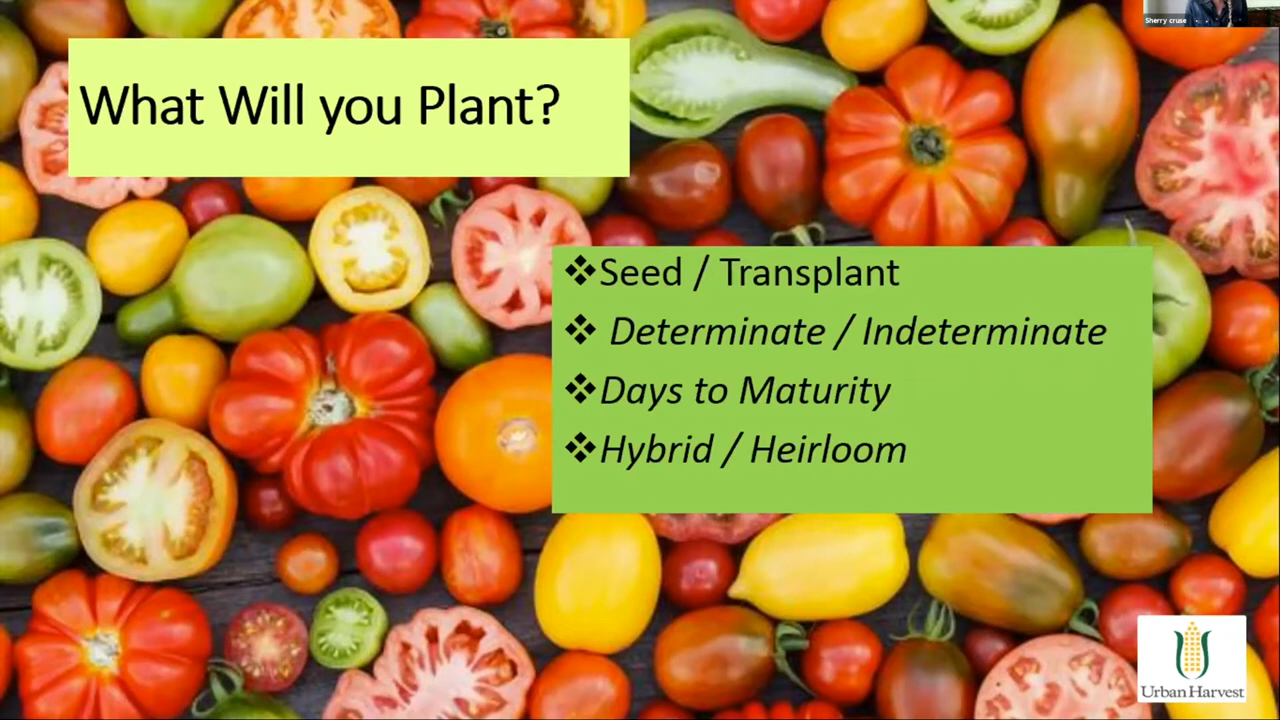 Sherry cruse
What Will you Plant?
❖Seed / Transplant
❖ Determinate / Indeterminate
❖Days to Maturity
❖Hybrid / Heirloom
Urban Harvest